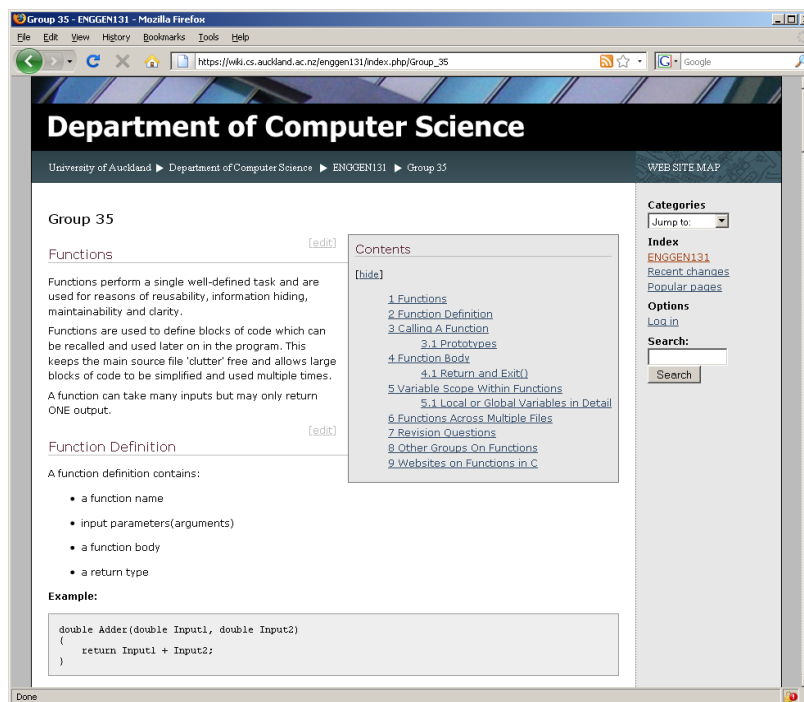 Group 35 - ENGGEN131 - Mozilla Firefox
File Edit View History Bookmarks Tools Help
https://wiki.cs.auckland.ac.nz/enggen131/index.php/Group_35
Google
Department of Computer Science
University of Auckland ▶ Department of Computer Science ▶ ENGGEN131 ▶ Group 35
WEB SITE MAP
Group 35
[edit]
Functions
Functions perform a single well-defined task and are
used for reasons of reusability, information hiding,
maintainability and clarity.
Functions are used to define blocks of code which can
be recalled and used later on in the program. This
keeps the main source file 'clutter' free and allows large
blocks of code to be simplified and used multiple times.
A function can take many inputs but may only return
ONE output.
[edit]
Function Definition
A function definition contains:
• a function name
• input parameters(arguments)
• a function body
• a return type
Example:
double Adder(double Input1, double Input2)
{
return Input1 + Input2;
}
Contents
[hide]
1 Functions
2 Function Definition
3 Calling A Function
3.1 Prototypes
4 Function Body
4.1 Return and Exit()
5 Variable Scope Within Functions
5.1 Local or Global Variables in Detail
6 Functions Across Multiple Files
7 Revision Questions
8 Other Groups On Functions
9 Websites on Functions in C
Categories
Jump to:
Index
ENGGEN131
Recent changes
Popular pages
Options
Log in
Search:
Search
Done